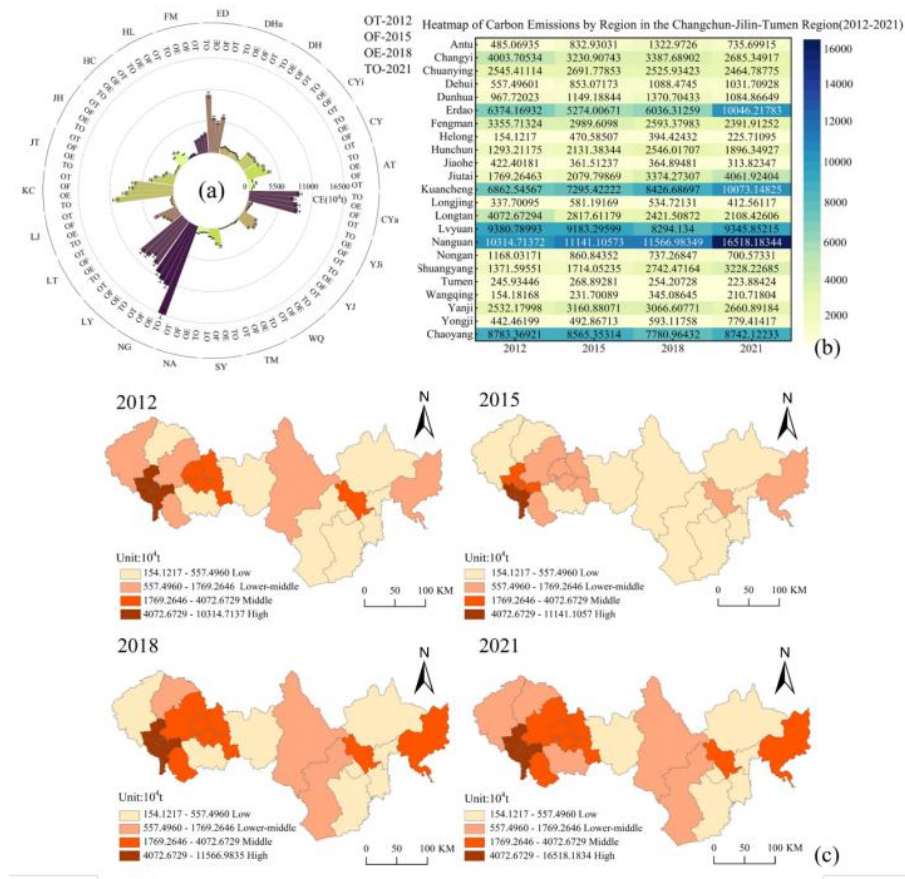 OT-2012
OF-2015
OE-2018
TO-2021
ED
DHu
DH
CYi
CY
AT
CYa
YJi
YJ
WQ
TM
SY
NA
NG
LY
LT
LJ
KC
JT
JH
HC
HL
FM
(a)
0 5500 11000 16500
CE(10⁴t)
Heatmap of Carbon Emissions by Region in the Changchun-Jilin-Tumen Region(2012-2021)
Antu 485.06935 832.93031 1322.9726 735.69915
Changyi 4003.70534 3230.90743 3387.68902 2685.34917
Chuanying 2545.41114 2691.77853 2525.93423 2464.78775
Dehui 557.49601 853.07173 1088.4745 1031.70928
Dunhua 967.72023 1149.18844 1370.70433 1084.86649
Erdao 6374.16932 5274.00671 6036.31259 10046.21783
Fengman 3355.71324 2989.6098 2593.37983 2391.91252
Helong 154.1217 470.58507 394.42432 225.71095
Hunchun 1293.21175 2131.38344 2546.01707 1896.34927
Jiaohe 422.40181 361.51237 364.89481 313.82347
Jiutai 1769.26463 2079.79869 3374.27307 4061.92404
Kuancheng 6862.54567 7295.42222 8426.68697 10073.14825
Longjing 337.70095 581.19169 534.72131 412.56117
Longtan 4072.67294 2817.61179 2421.50872 2108.42606
Lvyuan 9380.78993 9183.29599 8294.134 9345.85215
Nanguan 10314.71372 11141.10573 11566.98349 16518.18344
Nongan 1168.03171 860.84352 737.26847 700.57331
Shuangyang 1371.59551 1714.05235 2742.47164 3228.22685
Tumen 245.93446 268.89281 254.20728 223.88424
Wangqing 154.18168 231.70089 345.08645 210.71804
Yanji 2532.17998 3160.88071 3066.60771 2660.89184
Yongji 442.46199 492.86713 593.11758 779.41417
Chaoyang 8783.36921 8565.35314 7780.96432 8742.12233
2012 2015 2018 2021
16000
14000
12000
10000
8000
6000
4000
2000
(b)
2012
N
Unit:10⁴t
154.1217 - 557.4960 Low
557.4960 - 1769.2646 Lower-middle
1769.2646 - 4072.6729 Middle
4072.6729 - 10314.7137 High
0 50 100 KM
2015
N
Unit:10⁴t
154.1217 - 557.4960 Low
557.4960 - 1769.2646 Lower-middle
1769.2646 - 4072.6729 Middle
4072.6729 - 11141.1057 High
0 50 100 KM
2018
N
Unit:10⁴t
154.1217 - 557.4960 Low
557.4960 - 1769.2646 Lower-middle
1769.2646 - 4072.6729 Middle
4072.6729 - 11566.9835 High
0 50 100 KM
2021
N
Unit:10⁴t
154.1217 - 557.4960 Low
557.4960 - 1769.2646 Lower-middle
1769.2646 - 4072.6729 Middle
4072.6729 - 16518.1834 High
0 50 100 KM
(c)